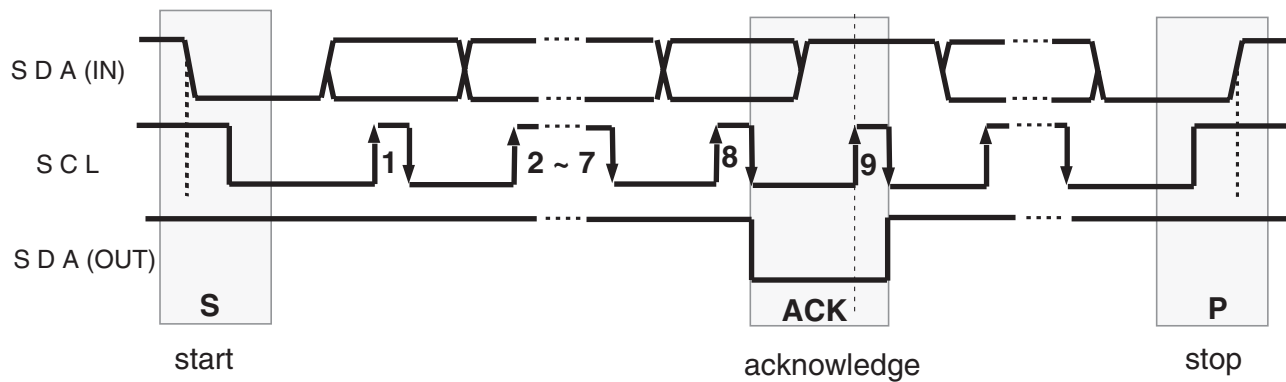 S D A (IN)
S C L
1
2 ~ 7
8
9
S D A (OUT)
S
ACK
P
start
acknowledge
stop